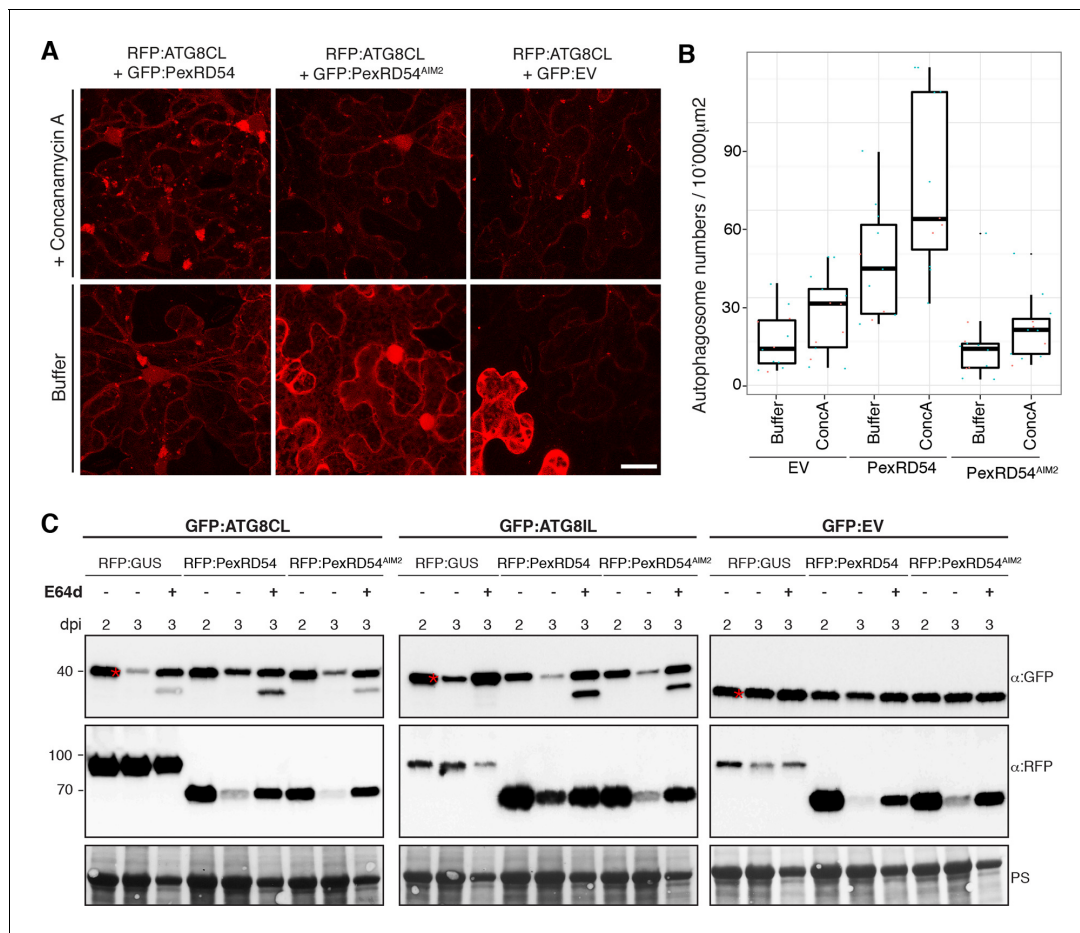 A
RFP:ATG8CL + GFP:PexRD54
RFP:ATG8CL + GFP:PexRD54AIM2
RFP:ATG8CL + GFP:EV
+ Concanamycin A
Buffer
B
Autophagosome numbers / 10'000µm2
90
60
30
0
Buffer ConcA Buffer ConcA Buffer ConcA
EV PexRD54 PexRD54AIM2
C
GFP:ATG8CL GFP:ATG8IL GFP:EV
RFP:GUS RFP:PexRD54 RFP:PexRD54AIM2 RFP:GUS RFP:PexRD54 RFP:PexRD54AIM2 RFP:GUS RFP:PexRD54 RFP:PexRD54AIM2
E64d - - + - - + - - + - - + - - + - - + - - + - - + - - +
dpi 2 3 3 2 3 3 2 3 3 2 3 3 2 3 3 2 3 3 2 3 3 2 3 3 2 3 3
40 - * * * α:GFP
100 -
70 - α:RFP
PS